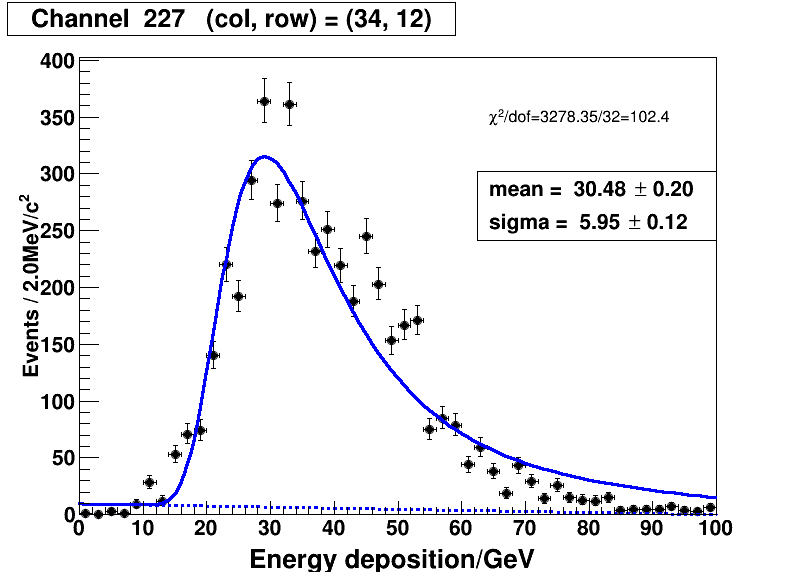 Channel 227 (col, row) = (34, 12)
400
350
300
250
200
150
100
50
0
Events / 2.0MeV/c²
χ²/dof=3278.35/32=102.4
mean = 30.48 ± 0.20
sigma = 5.95 ± 0.12
0 10 20 30 40 50 60 70 80 90 100
Energy deposition/GeV